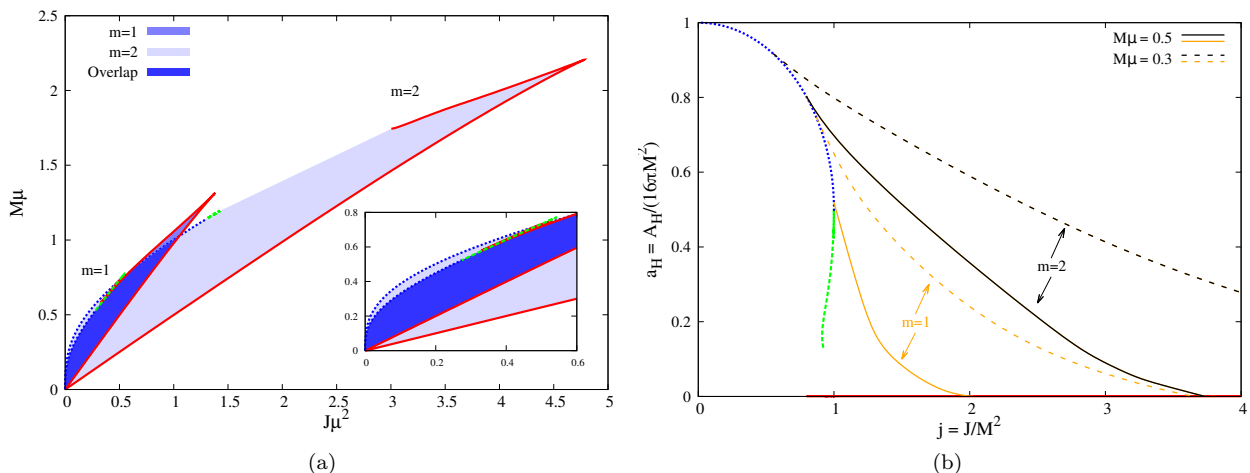 2.5
2
1.5
1
0.5
0
Mμ
m=1
m=2
Overlap
m=2
m=1
0.8
0.6
0.4
0.2
0
0 0.2 0.4 0.6
0 0.5 1 1.5 2 2.5 3 3.5 4 4.5 5
Jμ²
(a)
1
0.8
0.6
0.4
0.2
0
a_H = A_H/(16πM²)
Mμ = 0.5
Mμ = 0.3
m=2
m=1
0 1 2 3 4
j = J/M²
(b)